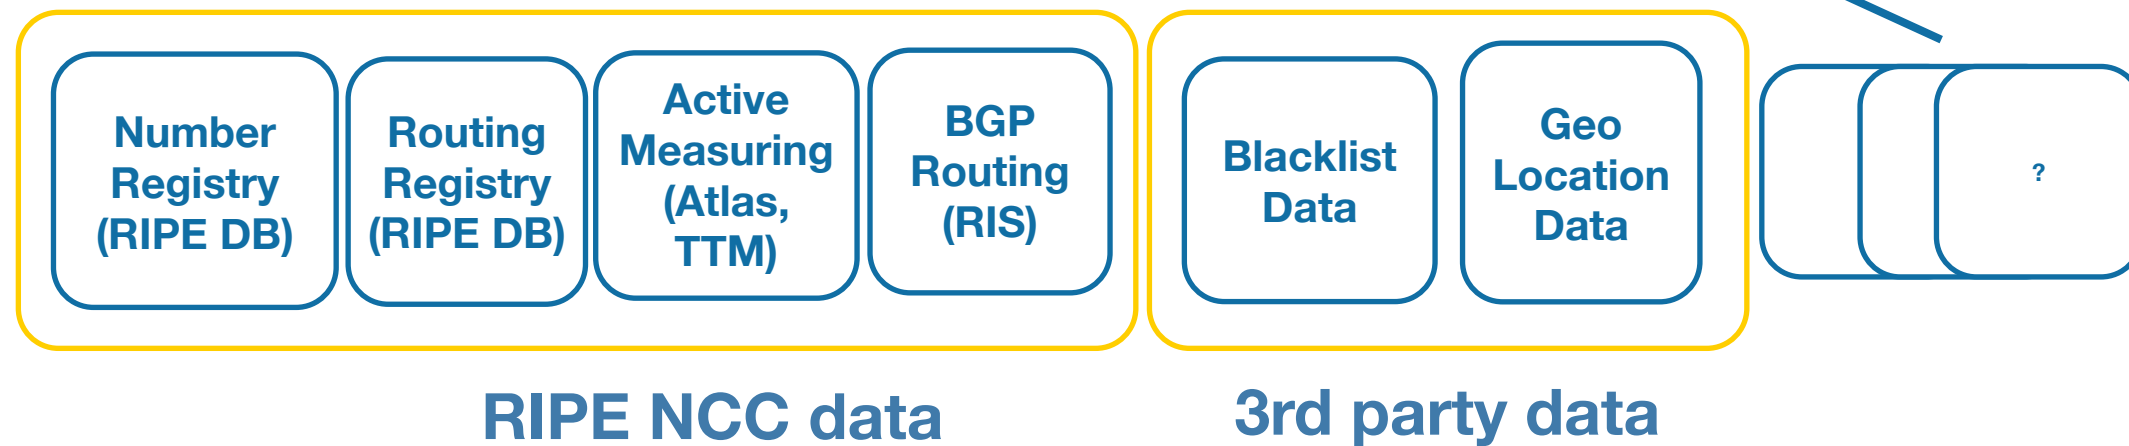 Number
Registry
(RIPE DB)
Routing
Registry
(RIPE DB)
Active
Measuring
(Atlas,
TTM)
BGP
Routing
(RIS)
Blacklist
Data
Geo
Location
Data
?
RIPE NCC data
3rd party data